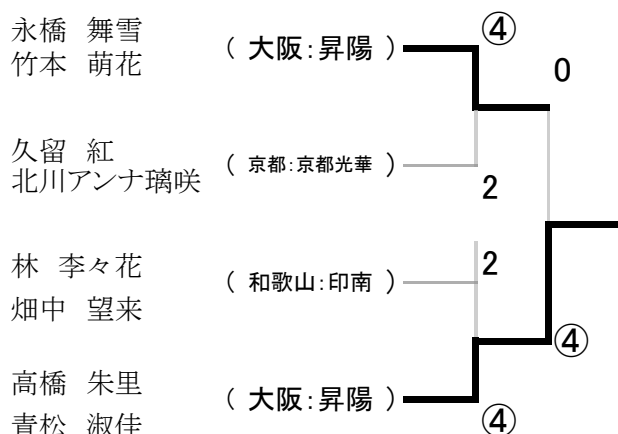 永橋 舞雪
竹本 萌花
( 大阪:昇陽 )
④
0
久留 紅
北川アンナ璃咲
( 京都:京都光華 )
2
林 李々花
畑中 望来
( 和歌山:印南 )
2
④
高橋 朱里
青松 淑佳
( 大阪:昇陽 )
④